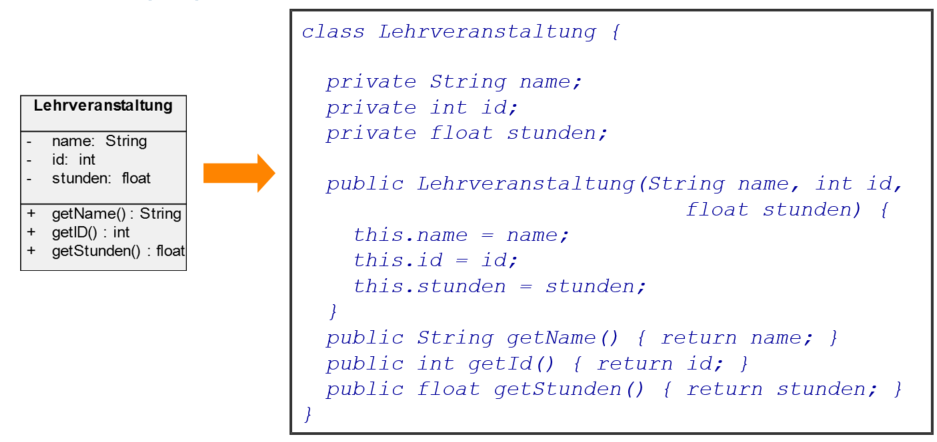 Lehrveranstaltung
- name: String
- id: int
- stunden: float
+ getName() : String
+ getID() : int
+ getStunden() : float
class Lehrveranstaltung {
private String name;
private int id;
private float stunden;
public Lehrveranstaltung(String name, int id,
float stunden) {
this.name = name;
this.id = id;
this.stunden = stunden;
}
public String getName() { return name; }
public int getId() { return id; }
public float getStunden() { return stunden; }
}